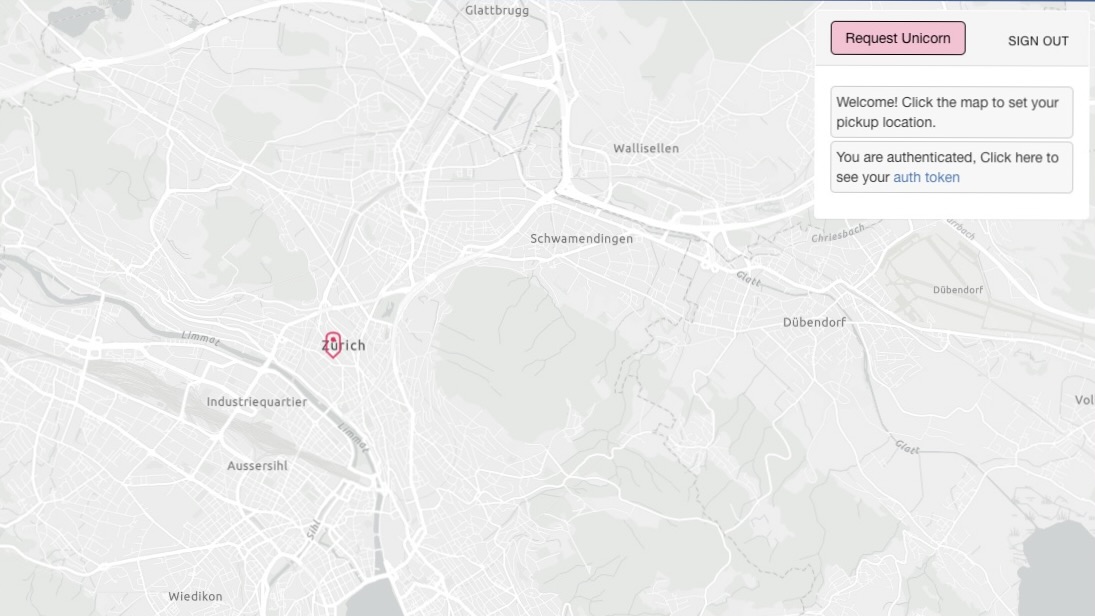 Glattbrugg
Request Unicorn
SIGN OUT
Welcome! Click the map to set your
pickup location.
You are authenticated, Click here to
see your auth token
Wallisellen
Schwamendingen
Chriesbach
Glatt
Dübendorf
Dübendorf
Limmat
Zürich
Industriequartier
Limmat
Vol
Glatt
Aussersihl
Sihl
Wiedikon